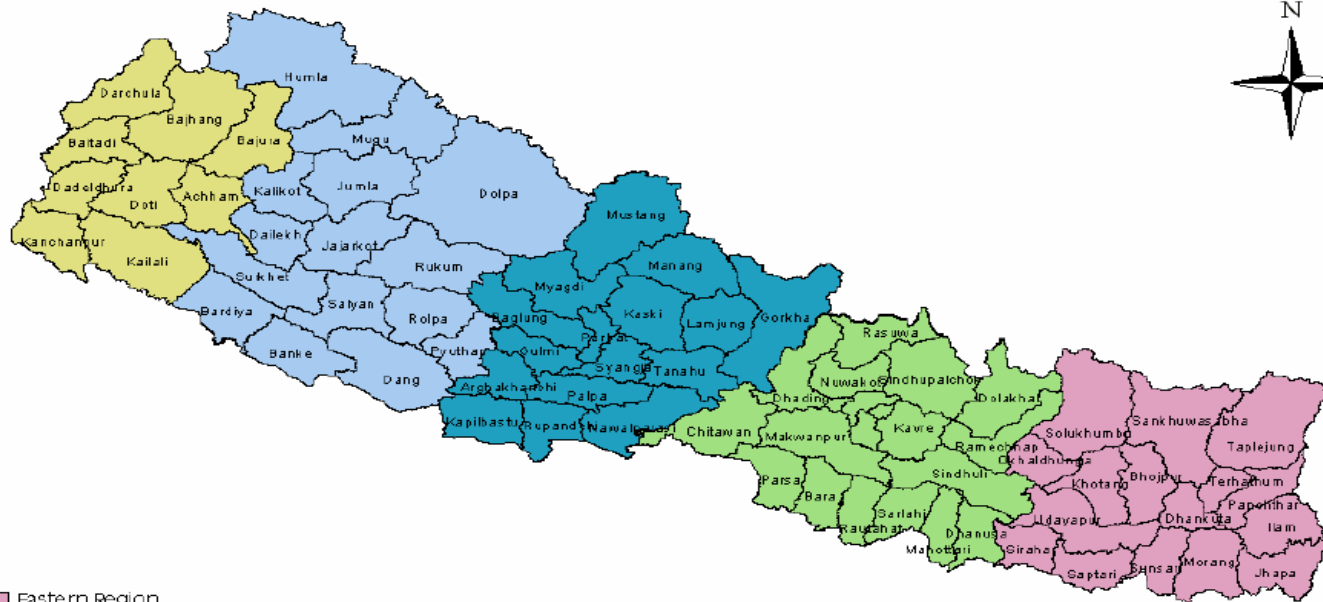 N
Humla
Darchula
Bajhang
Bajura
Baitadi
Mugu
Dadeldhura
Doti
Achham
Kalikot
Jumla
Dolpa
Mustang
Kanchanpur
Kailali
Dailekh
Jajarkot
Rukum
Surkhet
Manang
Myagdi
Bardiya
Salyan
Rolpa
Baglung
Kaski
Lamjung
Gorkha
Parbat
Rasuwa
Banke
Pyuthan
Gulmi
Syangja
Tanahu
Nuwakot
Sindhupalchok
Dang
Arghakhanchi
Palpa
Dhading
Dolakha
Kapilbastu
Rupandehi
Nawalparasi
Chitawan
Makwanpur
Kavre
Ramechhap
Solukhumbu
Sankhuwasabha
Taplejung
Okhaldhunga
Khotang
Bhojpur
Terhathum
Panchthar
Sindhuli
Parsa
Bara
Rautahat
Sarlahi
Mahottari
Dhanusa
Udayapur
Dhankuta
Ilam
Siraha
Saptari
Sunsari
Morang
Jhapa
Eastern Region